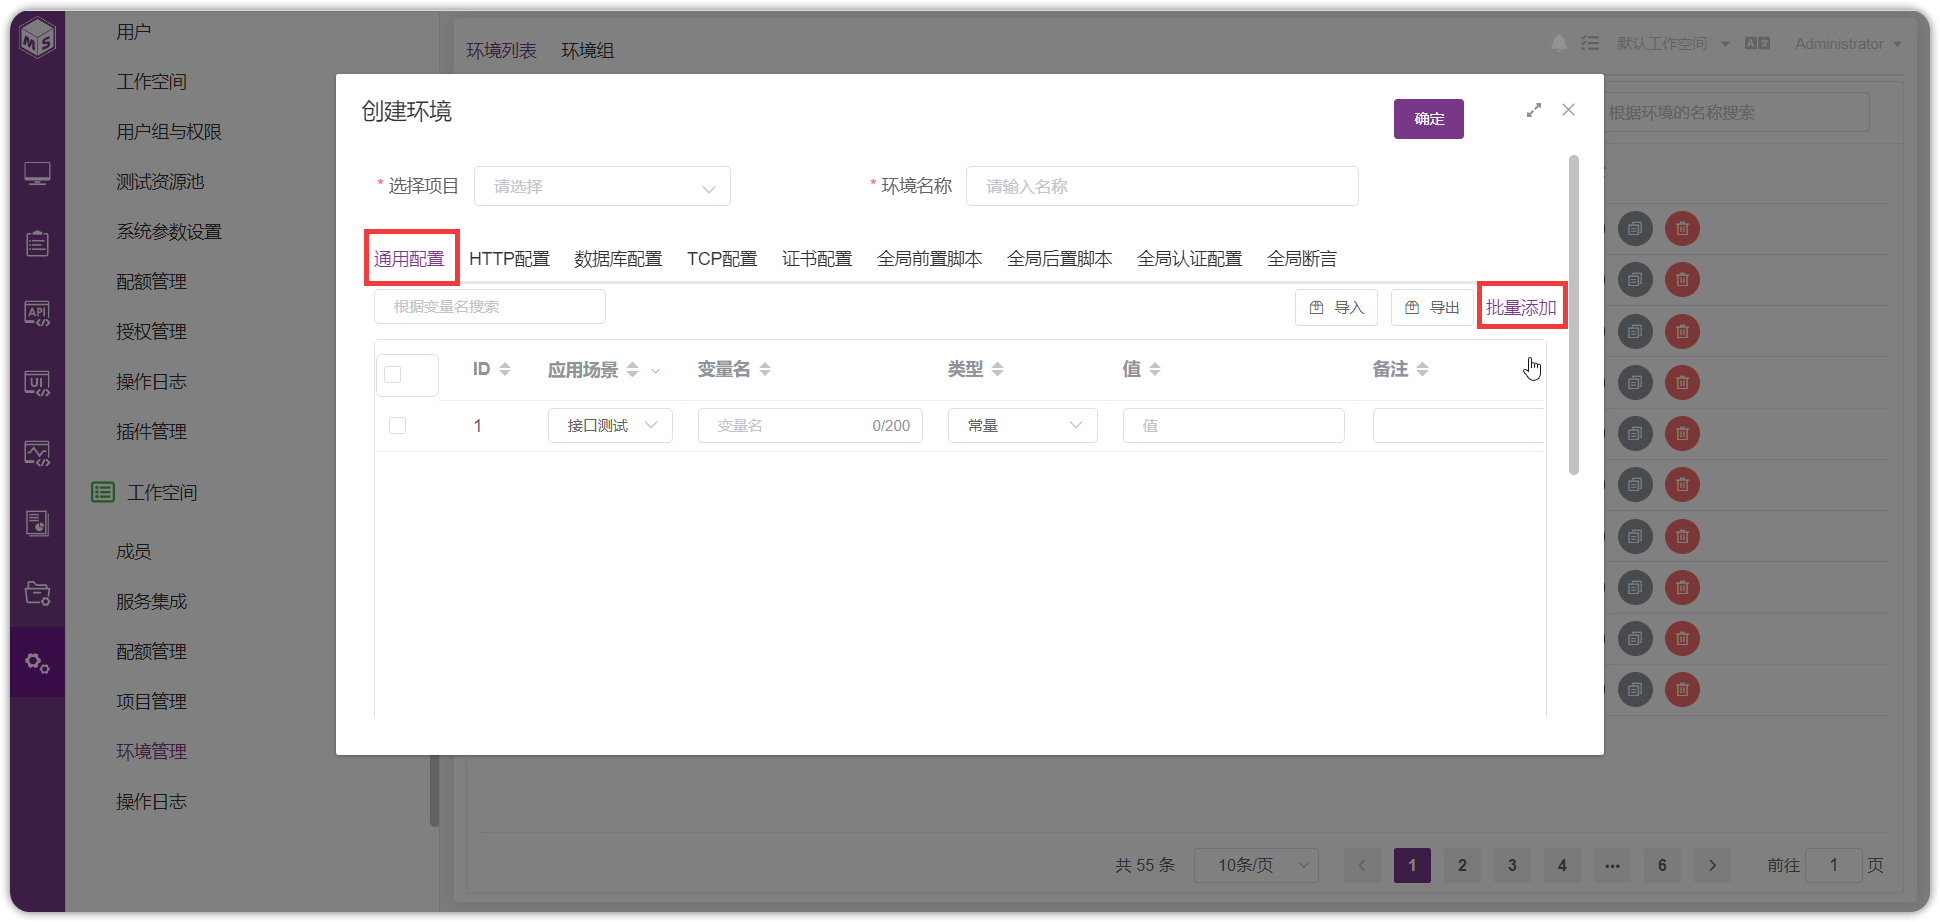 MS
API
UI
用户
工作空间
用户组与权限
测试资源池
系统参数设置
配额管理
授权管理
操作日志
插件管理
工作空间
成员
服务集成
配额管理
项目管理
环境管理
操作日志
环境列表 环境组
默认工作空间 Administrator
根据环境的名称搜索
创建环境
确定
* 选择项目 请选择 * 环境名称 请输入名称
通用配置 HTTP配置 数据库配置 TCP配置 证书配置 全局前置脚本 全局后置脚本 全局认证配置 全局断言
根据变量名搜索 导入 导出 批量添加
ID 应用场景 变量名 类型 值 备注
1 接口测试 变量名 0/200 常量 值
共 55 条 10条/页 1 2 3 4 ••• 6 前往 1 页